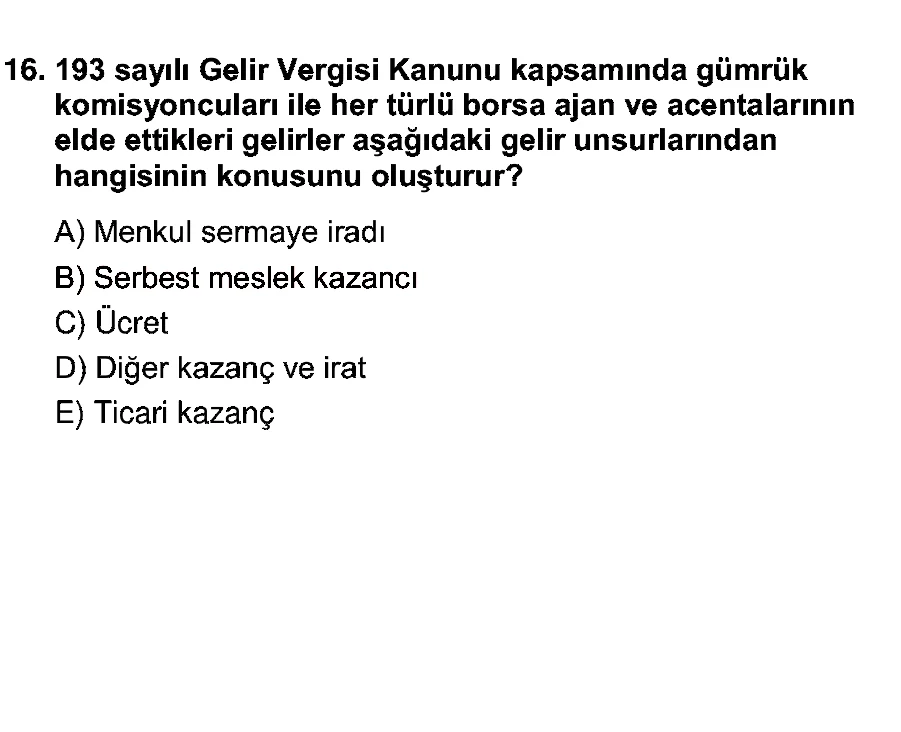 16. 193 sayılı Gelir Vergisi Kanunu kapsamında gümrük
komisyoncuları ile her türlü borsa ajan ve acentalarının
elde ettikleri gelirler aşağıdaki gelir unsurlarından
hangisinin konusunu oluşturur?
A) Menkul sermaye iradı
B) Serbest meslek kazancı
C) Ücret
D) Diğer kazanç ve irat
E) Ticari kazanç